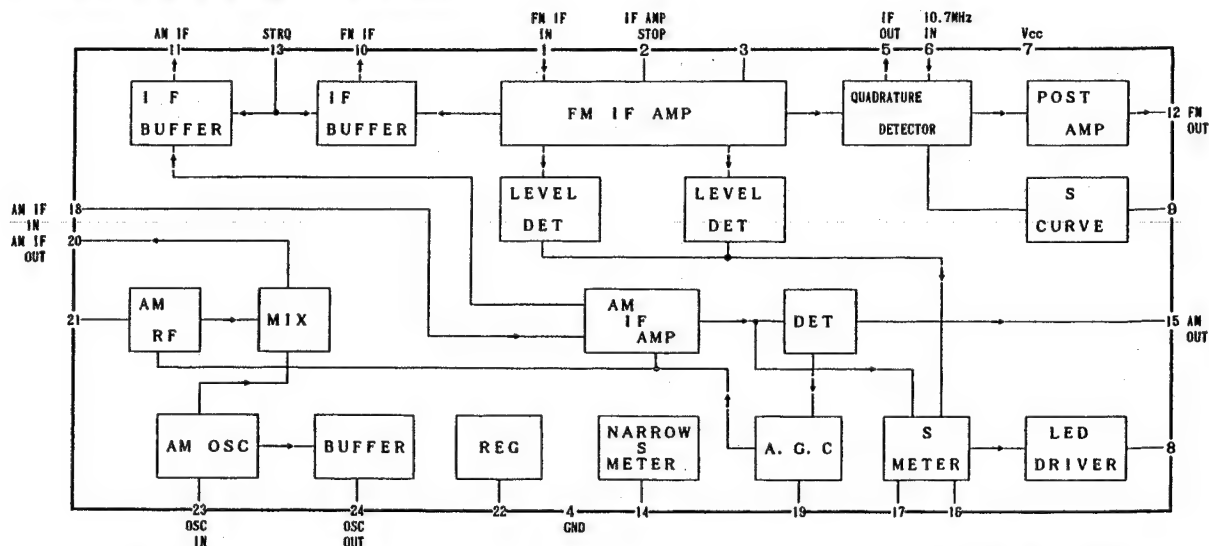 AM IF
11
STRQ
13
FM IF
10
FM IF
IN
1
IF AMP
STOP
2
3
IF
OUT
5
10.7MHz
IN
6
Vcc
7
IF
BUFFER
IF
BUFFER
FM IF AMP
QUADRATURE
DETECTOR
POST
AMP
12 FM
OUT
LEVEL
DET
LEVEL
DET
S
CURVE
9
AM IF
IN
18
20
AM IF
OUT
21
AM
RF
MIX
AM
IF
AMP
DET
15 AM
OUT
AM OSC
BUFFER
REG
NARROW
S
METER
A.G.C
S
METER
LED
DRIVER
8
23
OSC
IN
24
OSC
OUT
22
4
GND
14
19
17
16